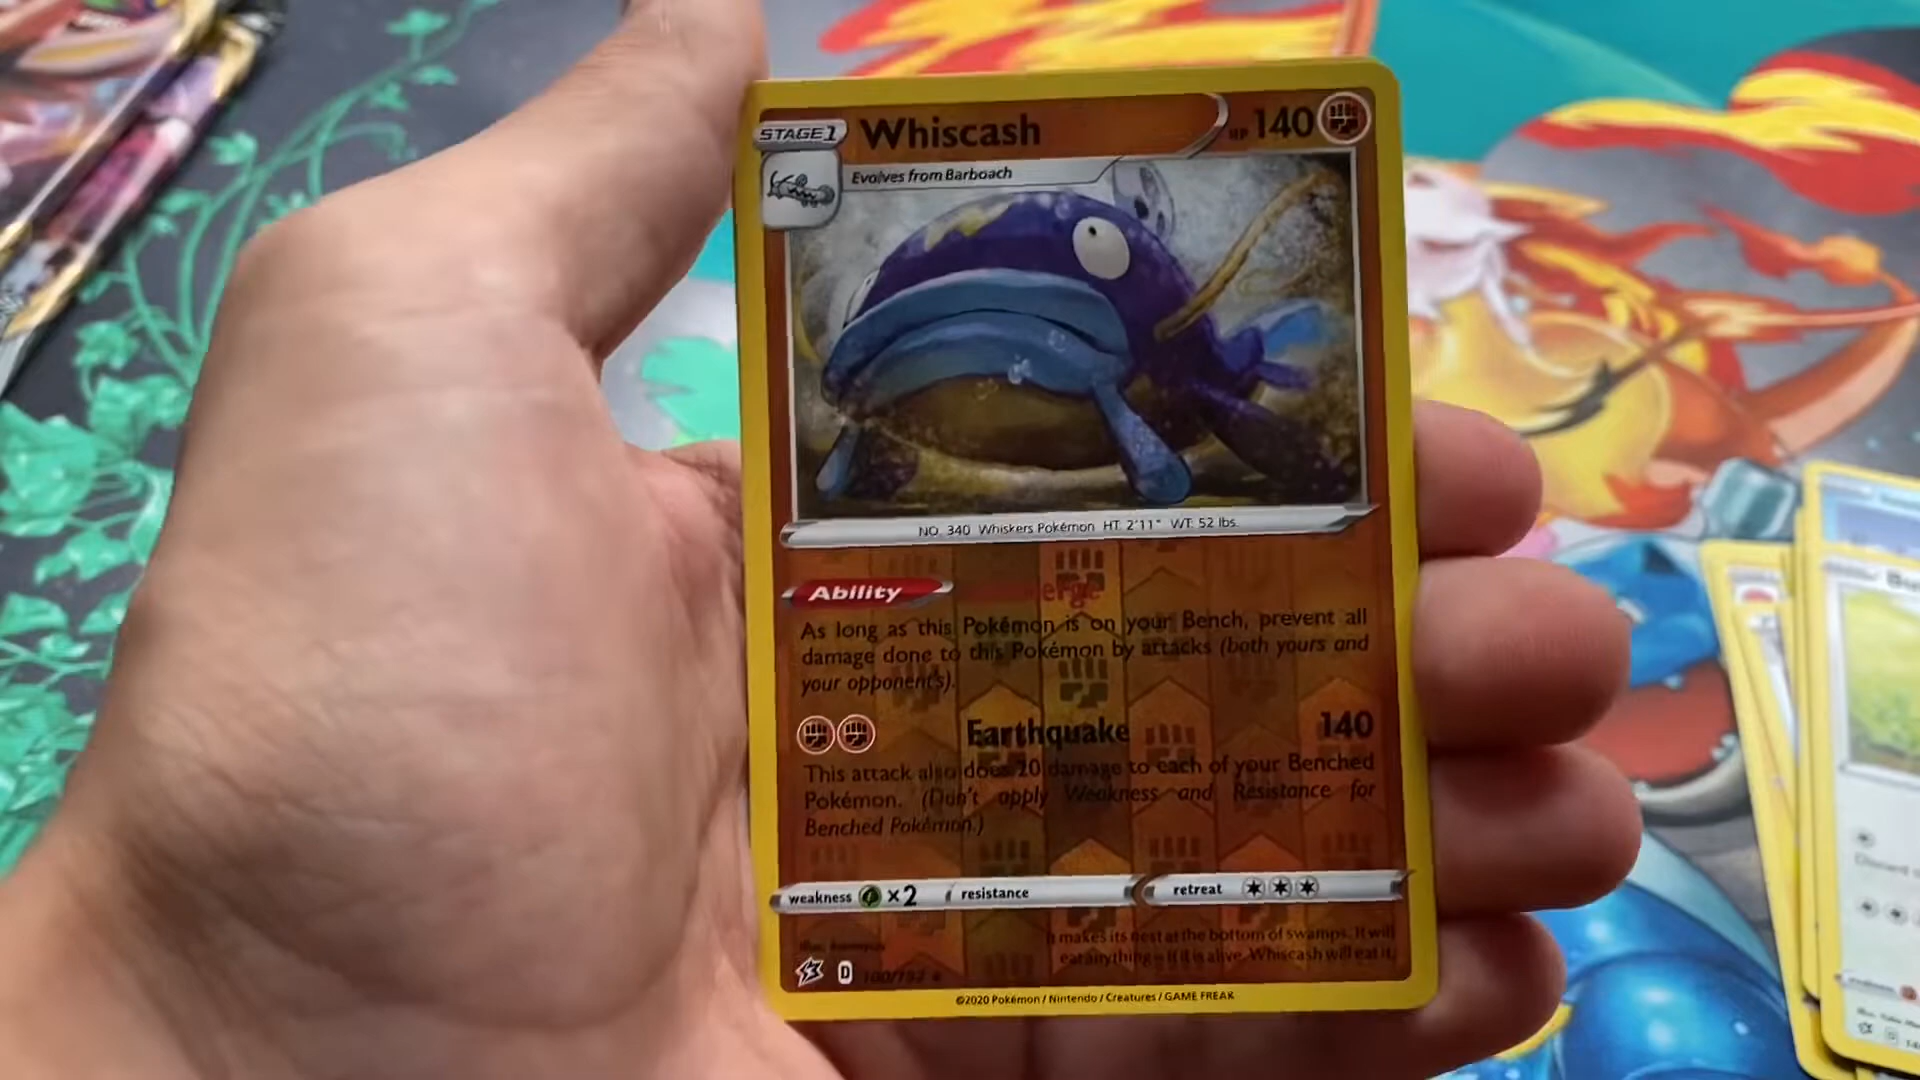 STAGE 1 Whiscash HP 140
Evolves from Barboach
NO. 340 Whiskers Pokémon HT: 2'11" WT: 52 lbs.
Ability
As long as this Pokémon is on your Bench, prevent all
damage done to this Pokémon by attacks (both yours and
your opponent's).
Earthquake 140
This attack also does 20 damage to each of your Benched
Pokémon. (Don't apply Weakness and Resistance for
Benched Pokémon.)
weakness ×2 resistance retreat
It makes its nest at the bottom of swamps. It will
eat anything – if it is alive, Whiscash will eat it.
D
©2020 Pokémon / Nintendo / Creatures / GAME FREAK